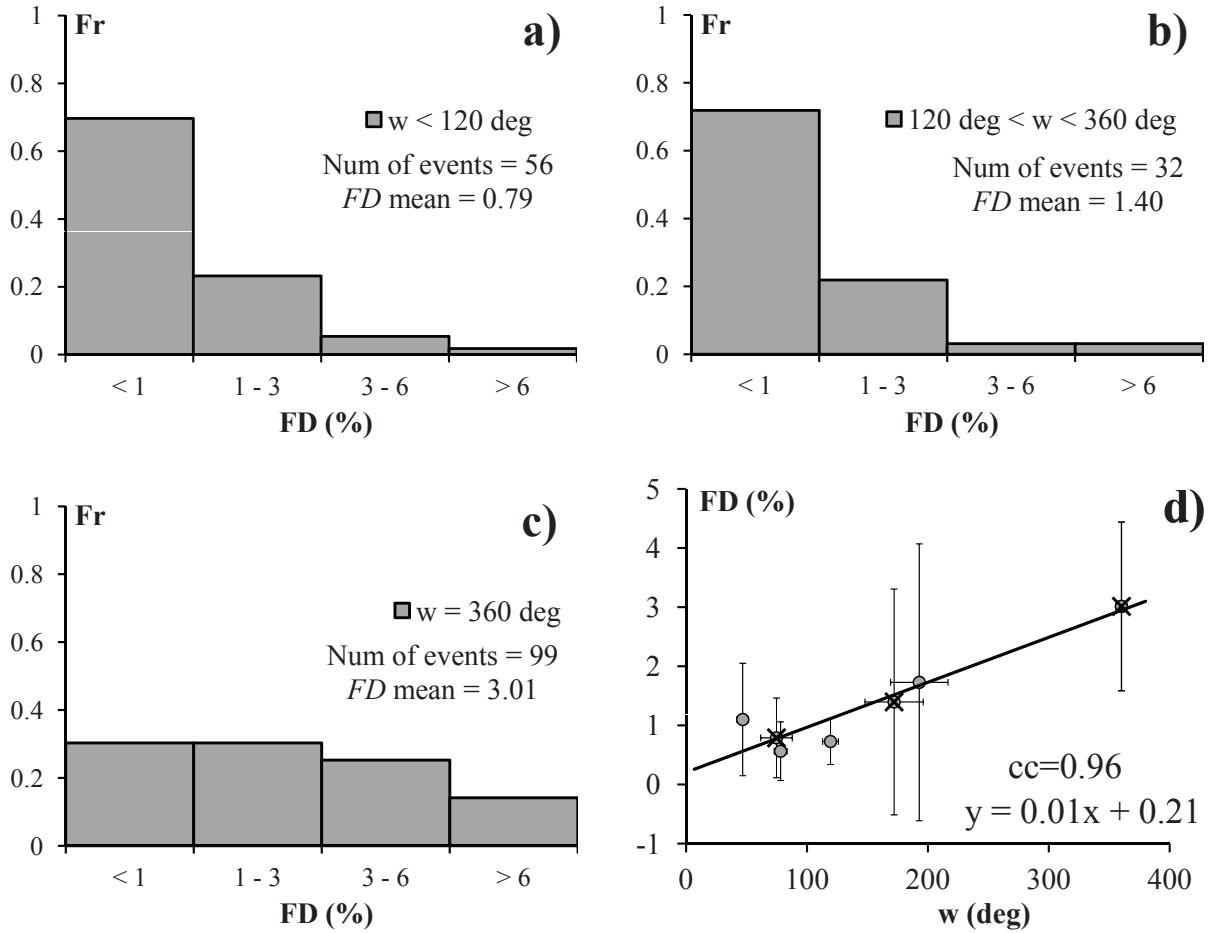 Fr
a)
1
0.8
0.6
0.4
0.2
0
w < 120 deg
Num of events = 56
FD mean = 0.79
< 1 1 - 3 3 - 6 > 6
FD (%)
Fr
b)
1
0.8
0.6
0.4
0.2
0
120 deg < w < 360 deg
Num of events = 32
FD mean = 1.40
< 1 1 - 3 3 - 6 > 6
FD (%)
Fr
c)
1
0.8
0.6
0.4
0.2
0
w = 360 deg
Num of events = 99
FD mean = 3.01
< 1 1 - 3 3 - 6 > 6
FD (%)
FD (%)
d)
5
4
3
2
1
0
-1
cc=0.96
y = 0.01x + 0.21
0 100 200 300 400
w (deg)